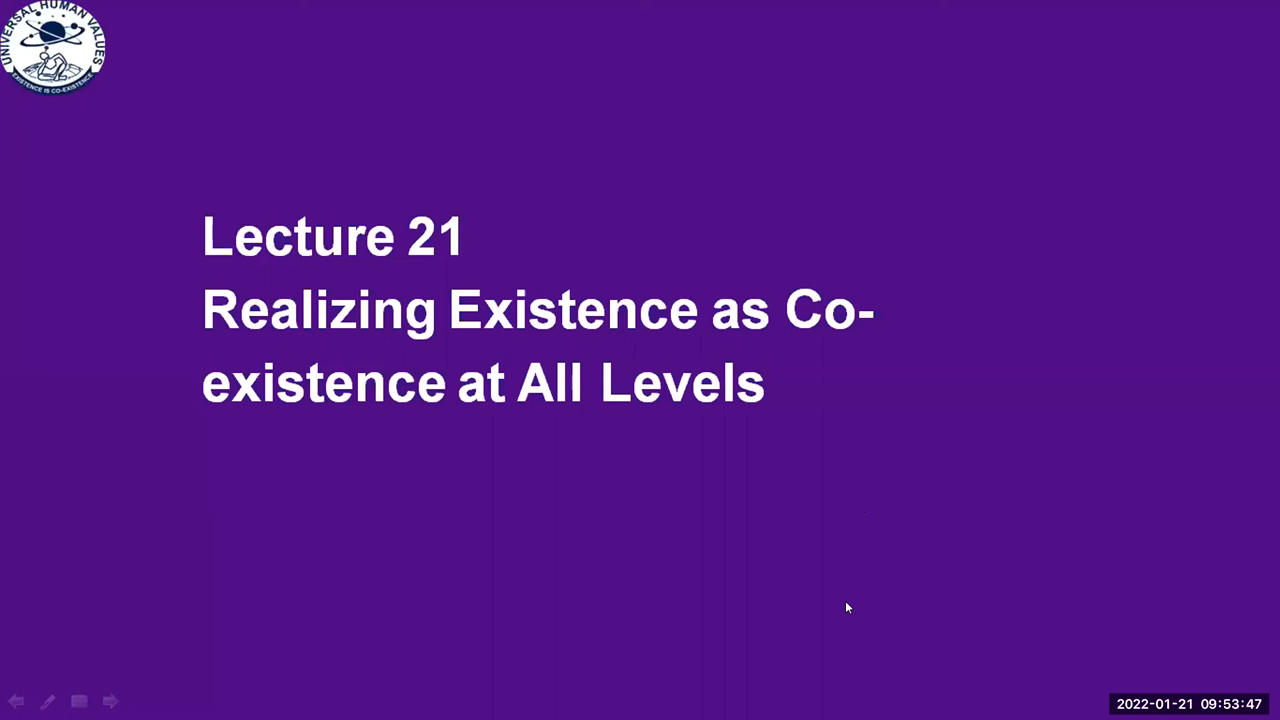 UNIVERSAL HUMAN VALUES
EXISTENCE IS CO-EXISTENCE
Lecture 21
Realizing Existence as Co-
existence at All Levels
2022-01-21 09:53:47